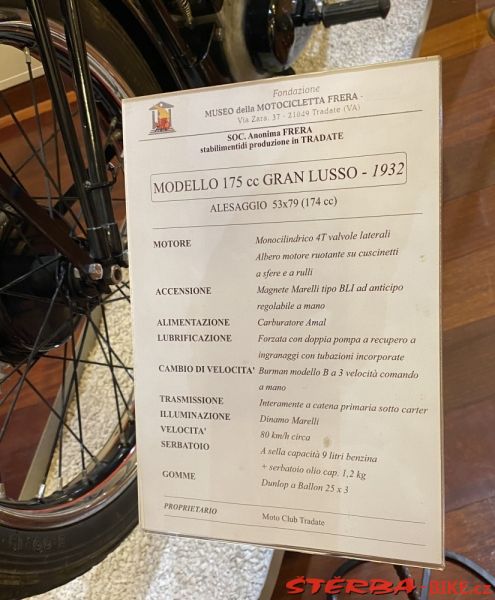 Fondazione
MUSEO della MOTOCICLETTA FRERA -
Via Zara, 37 - 21049 Tradate (VA)
SOC. Anonima FRERA
stabilimentidi produzione in TRADATE
MODELLO 175 cc GRAN LUSSO - 1932
ALESAGGIO 53x79 (174 cc)
MOTORE Monocilindrico 4T valvole laterali
Albero motore ruotante su cuscinetti
a sfere e a rulli
ACCENSIONE Magnete Marelli tipo BLI ad anticipo
regolabile a mano
ALIMENTAZIONE Carburatore Amal
LUBRIFICAZIONE Forzata con doppia pompa a recupero a
ingranaggi con tubazioni incorporate
CAMBIO DI VELOCITA' Burman modello B a 3 velocità comando
a mano
TRASMISSIONE Interamente a catena primaria sotto carter
ILLUMINAZIONE Dinamo Marelli
VELOCITA' 80 km/h circa
SERBATOIO A sella capacità 9 litri benzina
+ serbatoio olio cap. 1,2 kg
GOMME Dunlop a Ballon 25 x 3
PROPRIETARIO Moto Club Tradate
ŠTĚRBA-BIKE.cz